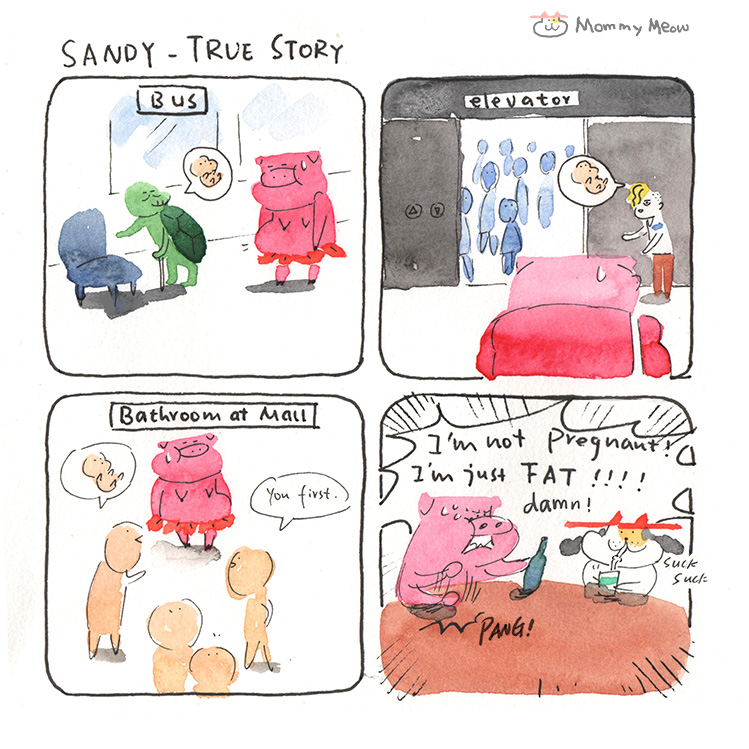 Mommy Meow
SANDY - TRUE STORY
Bus
elevator
Bathroom at Mall
You first.
I'm not pregnant!
I'm just FAT !!!!
damn!
suck
suck
PANG!